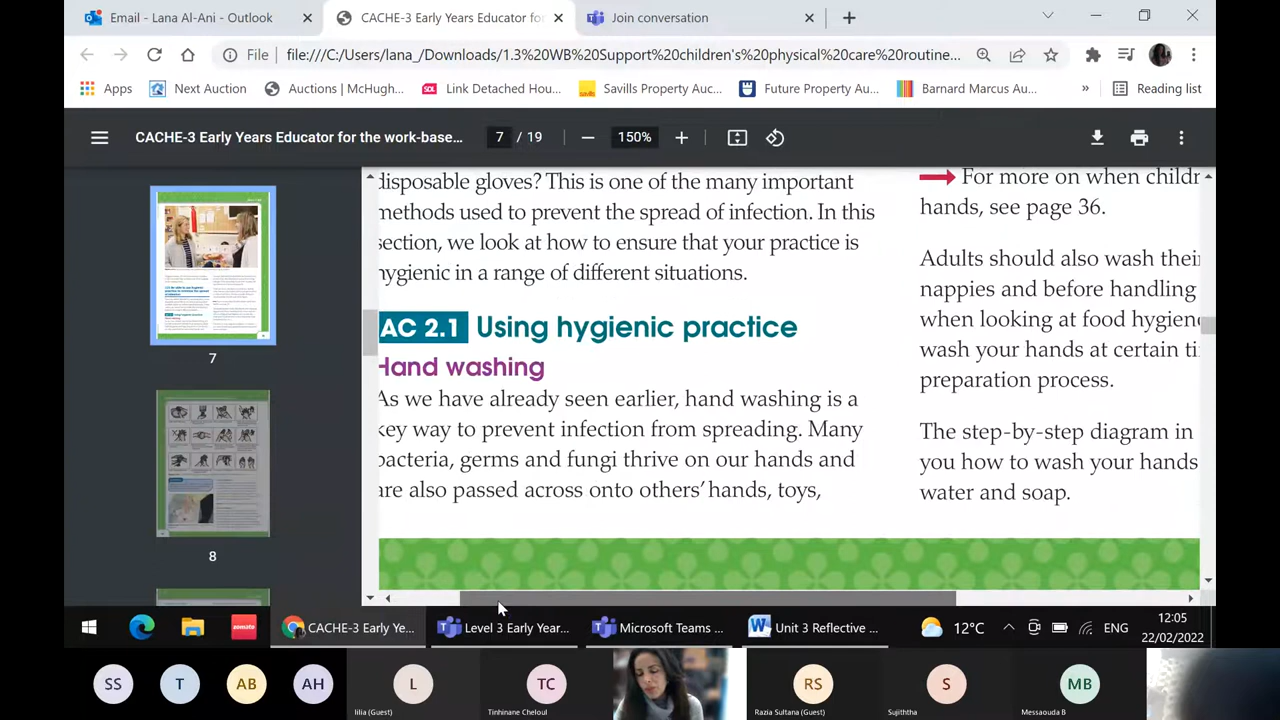 Email - Lana Al-Ani - Outlook
CACHE-3 Early Years Educator fo
Join conversation
File
file:///C:/Users/lana_/Downloads/1.3%20WB%20Support%20children's%20physical%20care%20routine...
Apps
Next Auction
Auctions | McHugh...
SDL
Link Detached Hou...
savills
Savills Property Auc...
Future Property Au...
Barnard Marcus Au...
»
Reading list
CACHE-3 Early Years Educator for the work-base...
7 / 19
150%
7
8
disposable gloves? This is one of the many important
methods used to prevent the spread of infection. In this
section, we look at how to ensure that your practice is
hygienic in a range of different situations.
AC 2.1 Using hygienic practice
Hand washing
As we have already seen earlier, hand washing is a
key way to prevent infection from spreading. Many
bacteria, germs and fungi thrive on our hands and
are also passed across onto others' hands, toys,
For more on when childr
hands, see page 36.
Adults should also wash thei
nappies and before handling
when looking at food hygien
wash your hands at certain ti
preparation process.
The step-by-step diagram in
you how to wash your hands
water and soap.
zomato
CACHE-3 Early Ye...
Level 3 Early Year...
Microsoft Teams ...
Unit 3 Reflective ...
12°C
ENG
12:05
22/02/2022
SS
T
AB
AH
L
lilia (Guest)
TC
Tinhinane Cheloul
RS
Razia Sultana (Guest)
S
Sujiththa
MB
Messaouda B